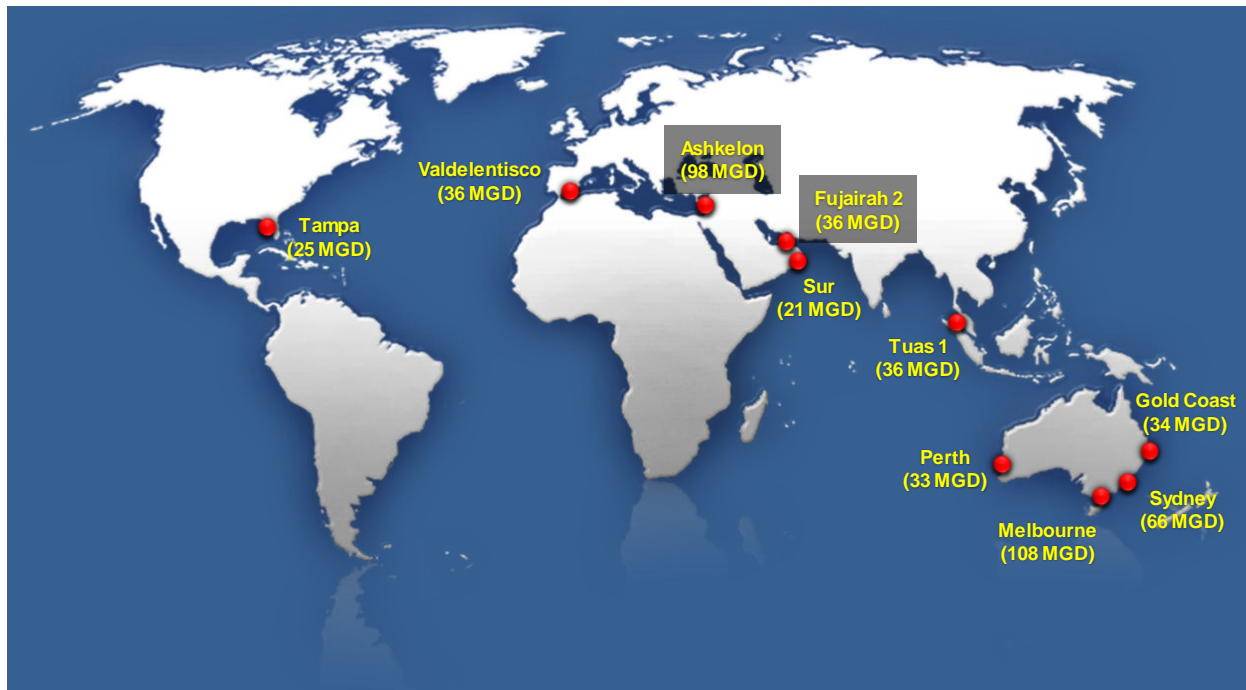 Ashkelon
(98 MGD)
Valdelentisco
(36 MGD)
Fujairah 2
(36 MGD)
Tampa
(25 MGD)
Sur
(21 MGD)
Tuas 1
(36 MGD)
Gold Coast
(34 MGD)
Perth
(33 MGD)
Sydney
(66 MGD)
Melbourne
(108 MGD)